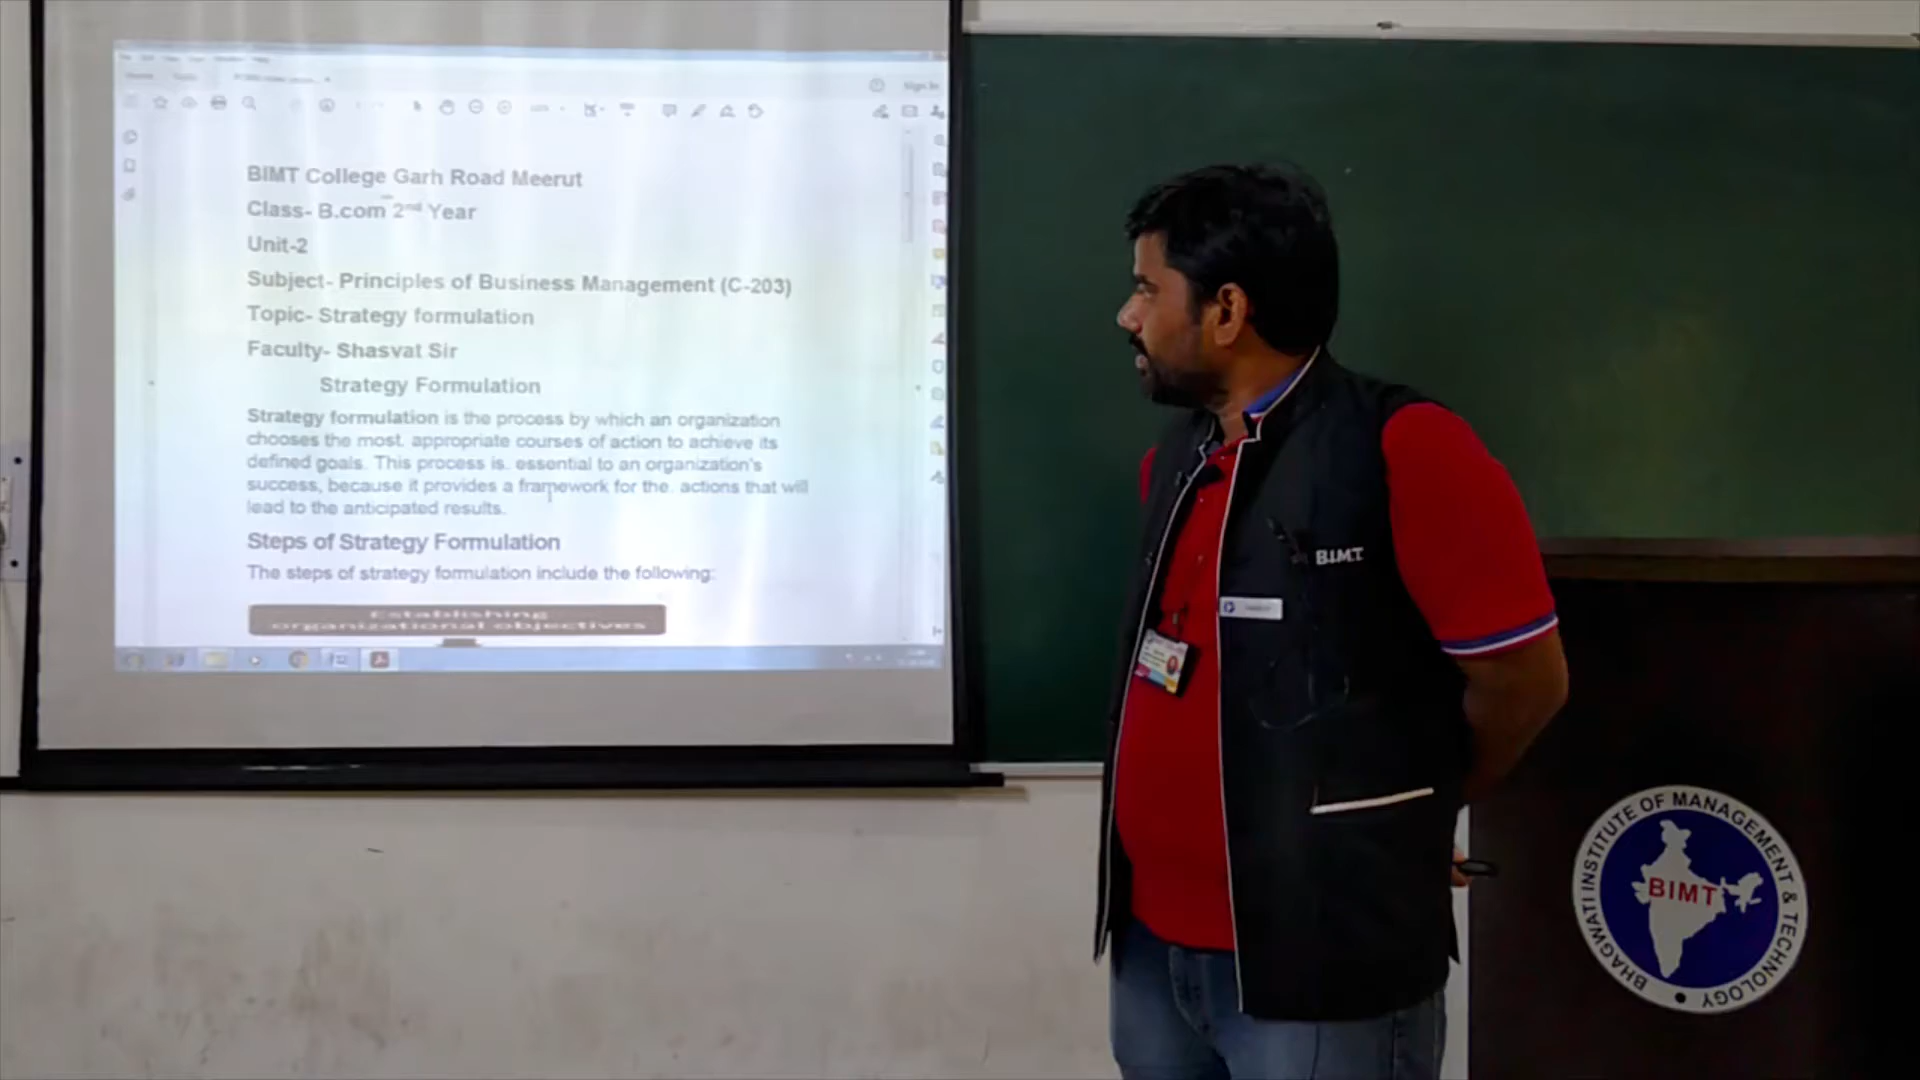 Sign In
BIMT College Garh Road Meerut
Class- B.com 2nd Year
Unit-2
Subject- Principles of Business Management (C-203)
Topic- Strategy formulation
Faculty- Shasvat Sir
Strategy Formulation
Strategy formulation is the process by which an organization
chooses the most. appropriate courses of action to achieve its
defined goals. This process is. essential to an organization's
success, because it provides a framework for the. actions that will
lead to the anticipated results.
Steps of Strategy Formulation
The steps of strategy formulation include the following:
Establishing
organizational objectives
B.I.M.T.
BHAGWATI INSTITUTE OF MANAGEMENT & TECHNOLOGY
BIMT